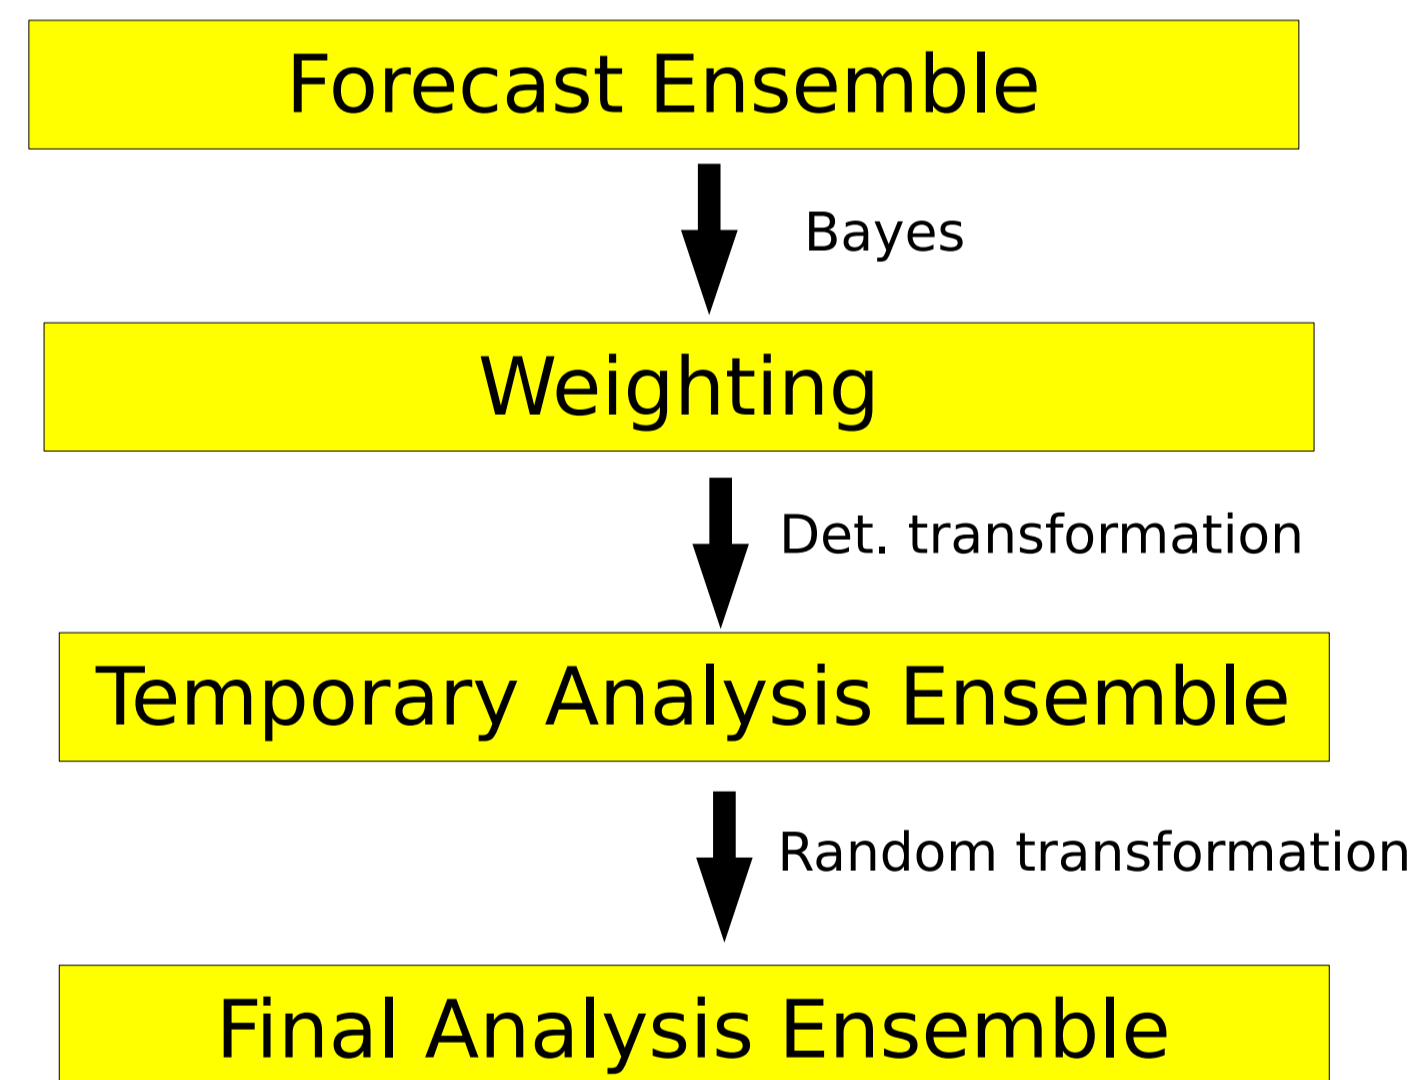 Forecast Ensemble
Bayes
Weighting
Det. transformation
Temporary Analysis Ensemble
Random transformation
Final Analysis Ensemble